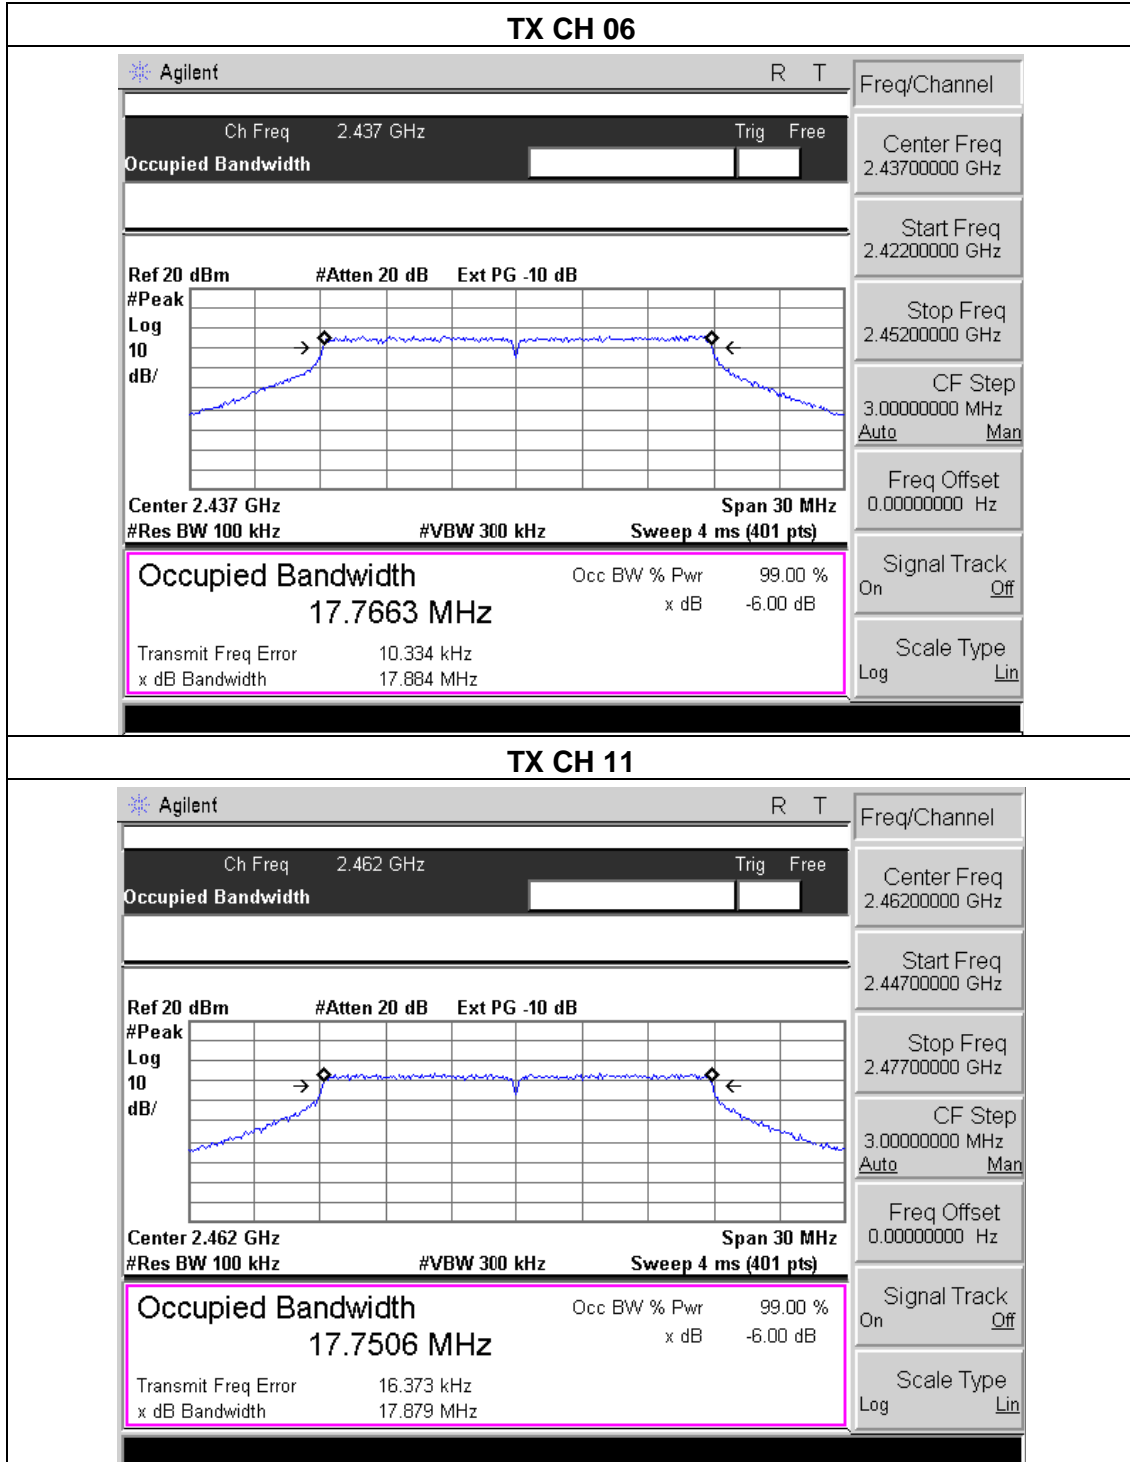 TX CH 06
Agilent R T
Freq/Channel
Ch Freq 2.437 GHz Trig Free
Occupied Bandwidth
Center Freq
2.43700000 GHz
Start Freq
2.42200000 GHz
Ref 20 dBm #Atten 20 dB Ext PG -10 dB
#Peak
Log
10
dB/
Stop Freq
2.45200000 GHz
CF Step
3.00000000 MHz
Auto Man
Center 2.437 GHz Span 30 MHz
#Res BW 100 kHz #VBW 300 kHz Sweep 4 ms (401 pts)
Freq Offset
0.00000000 Hz
Occupied Bandwidth Occ BW % Pwr 99.00 %
17.7663 MHz x dB -6.00 dB
Transmit Freq Error 10.334 kHz
x dB Bandwidth 17.884 MHz
Signal Track
On Off
Scale Type
Log Lin
TX CH 11
Agilent R T
Freq/Channel
Ch Freq 2.462 GHz Trig Free
Occupied Bandwidth
Center Freq
2.46200000 GHz
Start Freq
2.44700000 GHz
Ref 20 dBm #Atten 20 dB Ext PG -10 dB
#Peak
Log
10
dB/
Stop Freq
2.47700000 GHz
CF Step
3.00000000 MHz
Auto Man
Center 2.462 GHz Span 30 MHz
#Res BW 100 kHz #VBW 300 kHz Sweep 4 ms (401 pts)
Freq Offset
0.00000000 Hz
Occupied Bandwidth Occ BW % Pwr 99.00 %
17.7506 MHz x dB -6.00 dB
Transmit Freq Error 16.373 kHz
x dB Bandwidth 17.879 MHz
Signal Track
On Off
Scale Type
Log Lin